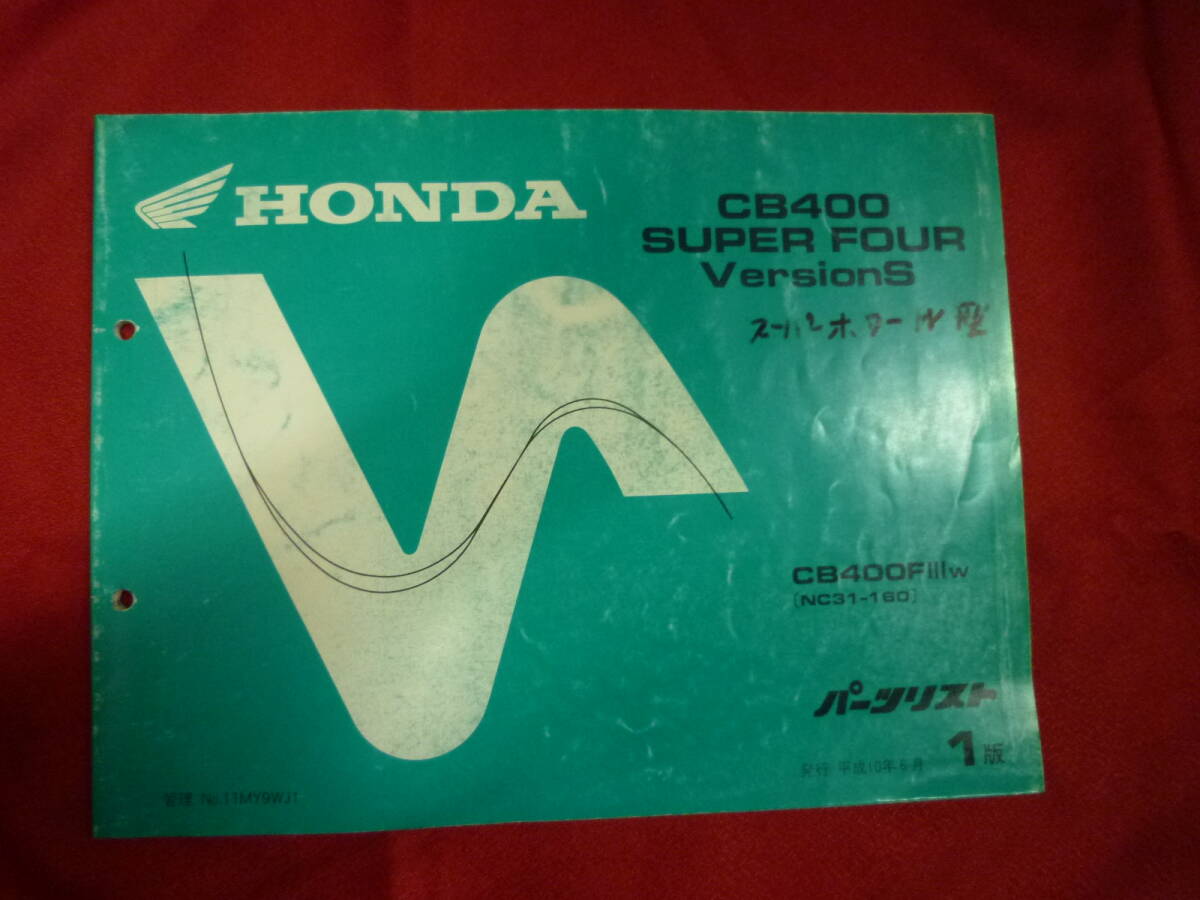 HONDA
CB400
SUPER FOUR
VersionS
スーパーホワール型
CB400FⅢW
(NC31-160)
パーツリスト
発行 平成10年6月 1版
管理 No.11MY9WJ1